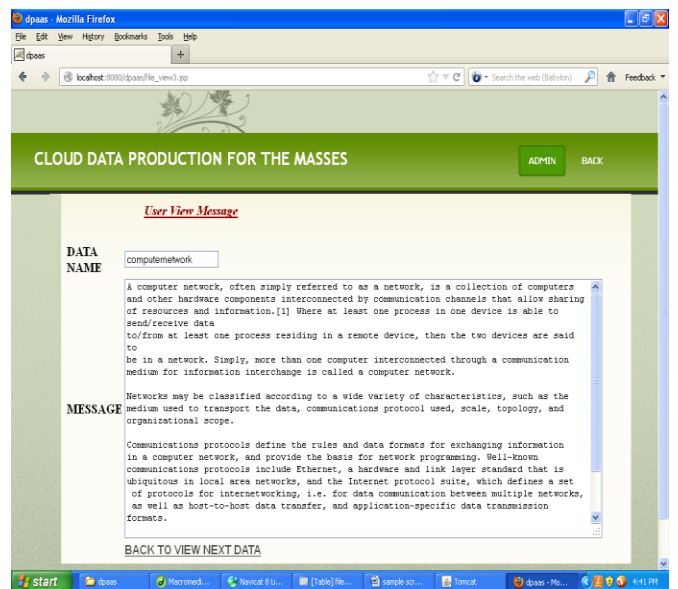 dpaas - Mozilla Firefox
File Edit View History Bookmarks Tools Help
dpaas +
localhost:8080/dpaas/file_view3.jsp
Search the web (Babylon)
Feedback
CLOUD DATA PRODUCTION FOR THE MASSES
ADMIN BACK
User View Message
DATA
NAME
computernetwork
MESSAGE
A computer network, often simply referred to as a network, is a collection of computers
and other hardware components interconnected by communication channels that allow sharing
of resources and information.[1] Where at least one process in one device is able to
send/receive data
to/from at least one process residing in a remote device, then the two devices are said
to
be in a network. Simply, more than one computer interconnected through a communication
medium for information interchange is called a computer network.
Networks may be classified according to a wide variety of characteristics, such as the
medium used to transport the data, communications protocol used, scale, topology, and
organizational scope.
Communications protocols define the rules and data formats for exchanging information
in a computer network, and provide the basis for network programming. Well-known
communications protocols include Ethernet, a hardware and link layer standard that is
ubiquitous in local area networks, and the Internet protocol suite, which defines a set
of protocols for internetworking, i.e. for data communication between multiple networks,
as well as host-to-host data transfer, and application-specific data transmission
formats.
BACK TO VIEW NEXT DATA
start dpaas Macromed... Navicat 8 Li... [Table] file... sample scr... Tomcat dpaas - Mo... 4:41 PM